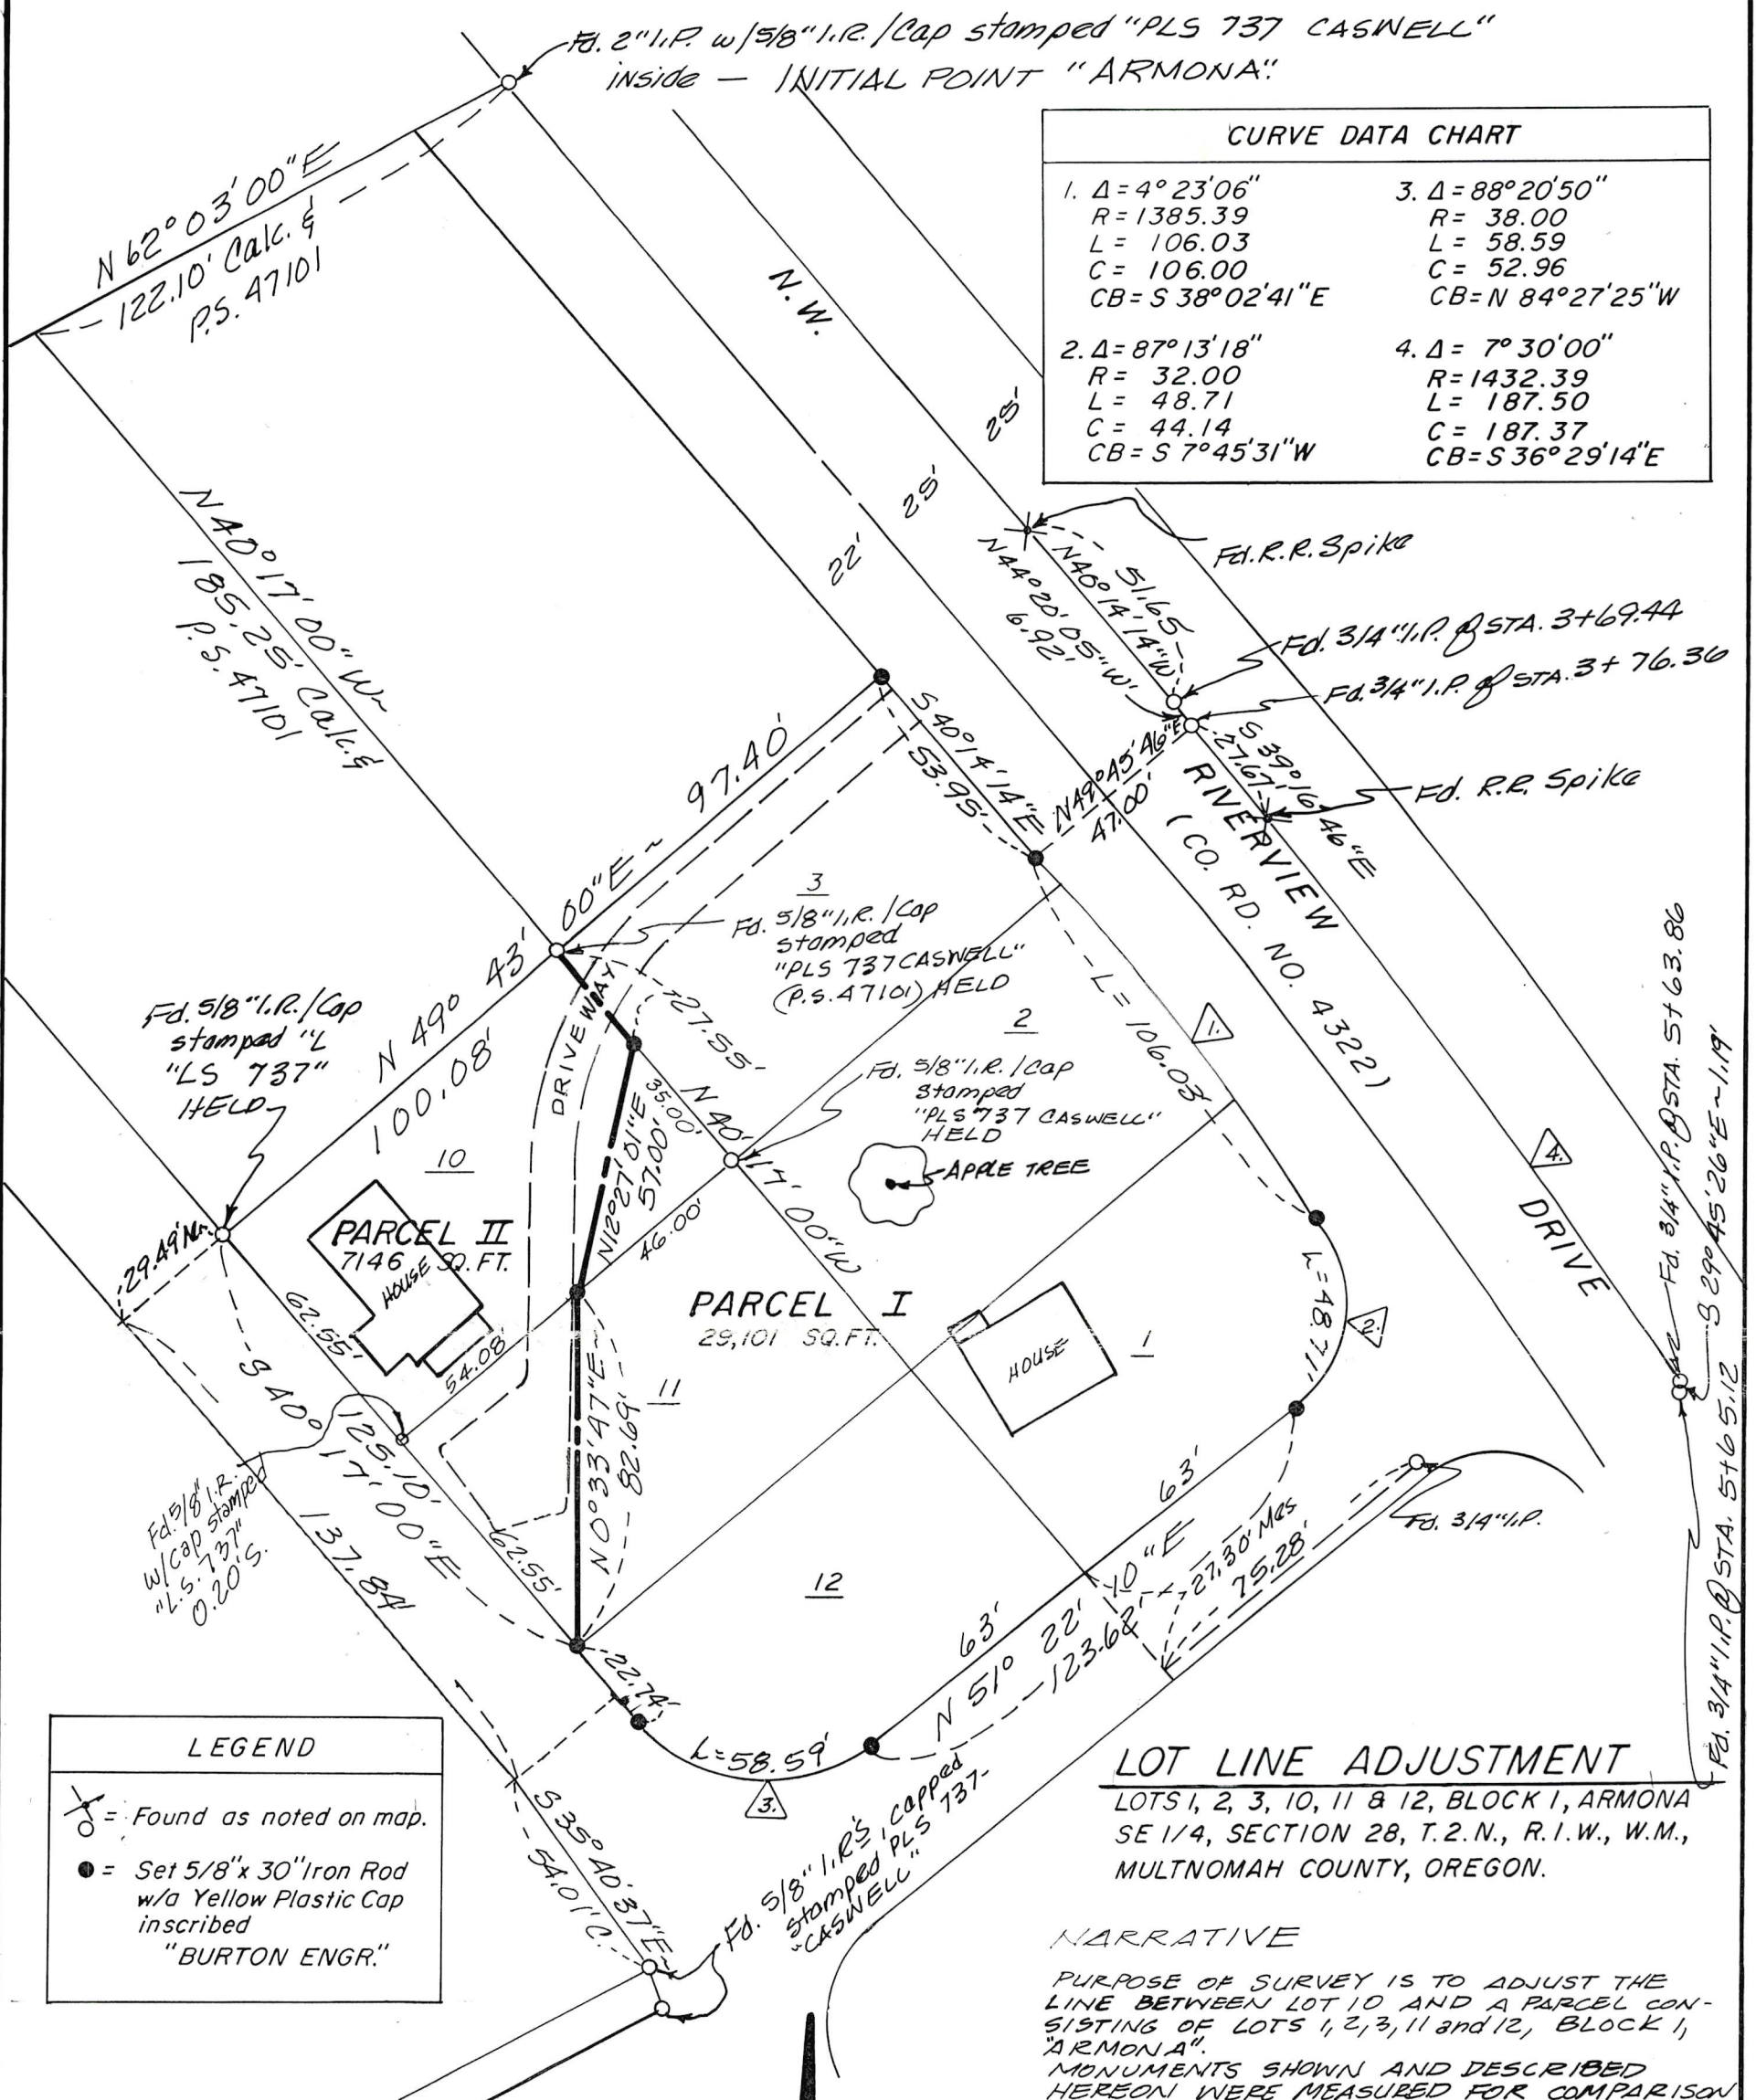 Fd. 2" I.P. w/5/8" I.R./Cap stamped "PLS 737 CASWELL"
inside — INITIAL POINT "ARMONA".
CURVE DATA CHART
1. Δ = 4° 23' 06"
R = 1385.39
L = 106.03
C = 106.00
CB = S 38° 02' 41" E
2. Δ = 87° 13' 18"
R = 32.00
L = 48.71
C = 44.14
CB = S 7° 45' 31" W
3. Δ = 88° 20' 50"
R = 38.00
L = 58.59
C = 52.96
CB = N 84° 27' 25" W
4. Δ = 7° 30' 00"
R = 1432.39
L = 187.50
C = 187.37
CB = S 36° 29' 14" E
N 62° 03' 00" E
122.10' Calc. &
P.S. 47101
N.W.
25'
25'
22'
N 40° 17' 00" W~
185.25' Calc. &
P.S. 47101
Fd. R.R. Spike
51.65
N 40° 14' 14" W
N 44° 20' 05" W
6.92'
Fd. 3/4" I.P. @ STA. 3+69.44
Fd. 3/4" I.P. @ STA. 3+76.36
Fd. R.R. Spike
S 39° 16' 46" E
27.67'
N 49° 45' 46" E
47.00'
S 40° 14' 14" E
53.95'
RIVERVIEW
DRIVE
(CO. RD. NO. 4322)
N 49° 43' 00" E ~ 97.40'
100.08'
3
Fd. 5/8" I.R./Cap
stamped
"PLS 737 CASWELL"
(P.S. 47101) HELD
2
Fd. 5/8" I.R./Cap
stamped
"PLS 737 CASWELL"
HELD
APPLE TREE
L = 106.03'
1.
4.
Fd. 5/8" I.R./Cap
stamped "L
"LS 737"
HELD
DRIVEWAY
27.55
35.00'
N 40° 17' 00" W
N 12° 27' 01" E
57.00'
46.00'
10
PARCEL II
7146 SQ. FT.
HOUSE
29.49' M.
62.55'
54.08'
PARCEL I
29,101 SQ. FT.
HOUSE
1
L = 48.71'
2.
11
N 0° 33' 47" E
82.69'
S 40° 17' 00" E
125.10'
62.55'
137.84'
Fd. 5/8" I.R.
w/Cap stamped
"L.S. 737"
0.20' S.
12
63'
63'
N 51° 22' 10" E
123.62'
27.30' Mes
75.28'
Fd. 3/4" I.P.
Fd. 3/4" I.P. @ STA. 5+63.86
S 29° 45' 26" E ~ 1.19'
Fd. 3/4" I.P. @ STA. 5+65.12
22.74'
L = 58.59'
3.
S 35° 40' 37" E
54.01' C.
Fd. 5/8" I.R.'S, capped
stamped PLS 737-
"CASWELL"
LEGEND
= Found as noted on map.
= Set 5/8" x 30" Iron Rod
w/a Yellow Plastic Cap
inscribed
"BURTON ENGR."
LOT LINE ADJUSTMENT
LOTS 1, 2, 3, 10, 11 & 12, BLOCK 1, ARMONA
SE 1/4, SECTION 28, T. 2. N., R. 1. W., W.M.,
MULTNOMAH COUNTY, OREGON.
NARRATIVE
PURPOSE OF SURVEY IS TO ADJUST THE
LINE BETWEEN LOT 10 AND A PARCEL CON-
SISTING OF LOTS 1, 2, 3, 11 and 12, BLOCK 1,
"ARMONA".
MONUMENTS SHOWN AND DESCRIBED
HEREON WERE MEASURED FOR COMPARISON